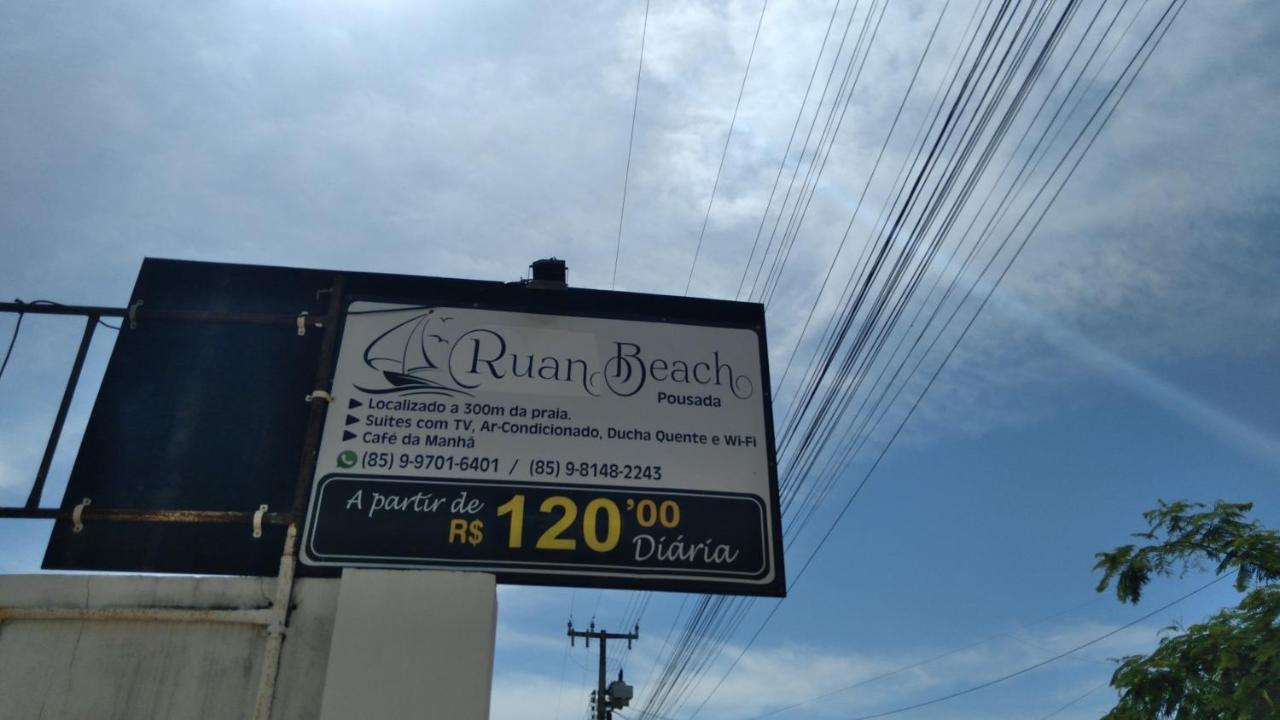 Ruan Beach
Pousada
Localizado a 300m da praia.
Suites com TV, Ar-Condicionado, Ducha Quente e Wi-Fi
Café da Manhã
(85) 9-9701-6401 / (85) 9-8148-2243
A partir de
R$ 120'00
Diária